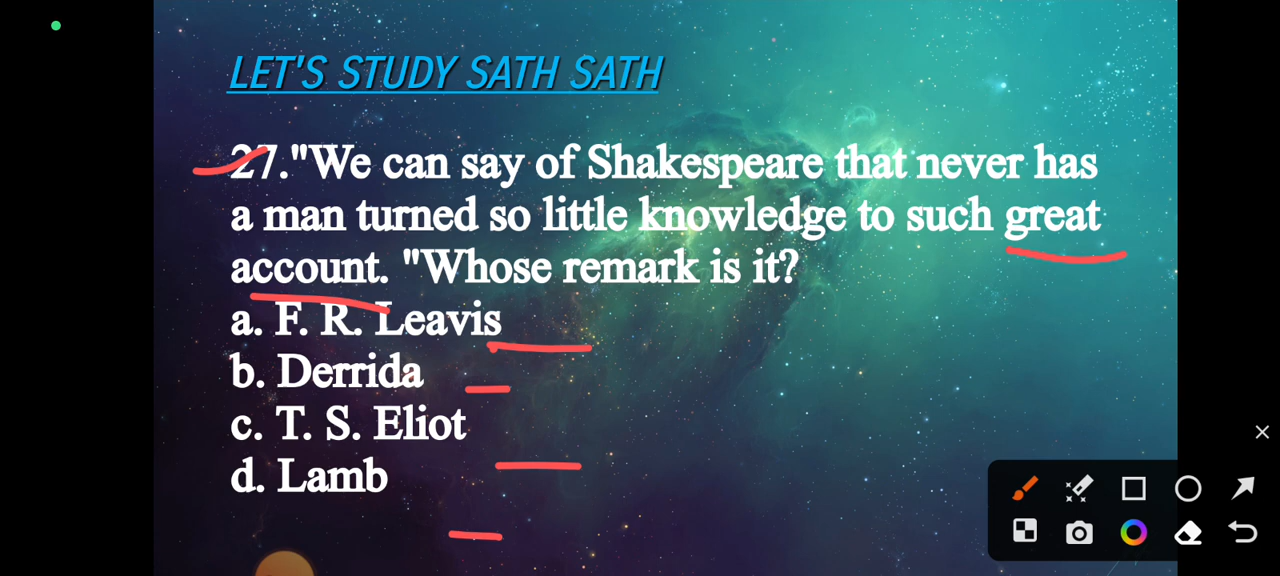 LET'S STUDY SATH SATH
27."We can say of Shakespeare that never has
a man turned so little knowledge to such great
account. "Whose remark is it?
a. F. R. Leavis
b. Derrida
c. T. S. Eliot
d. Lamb